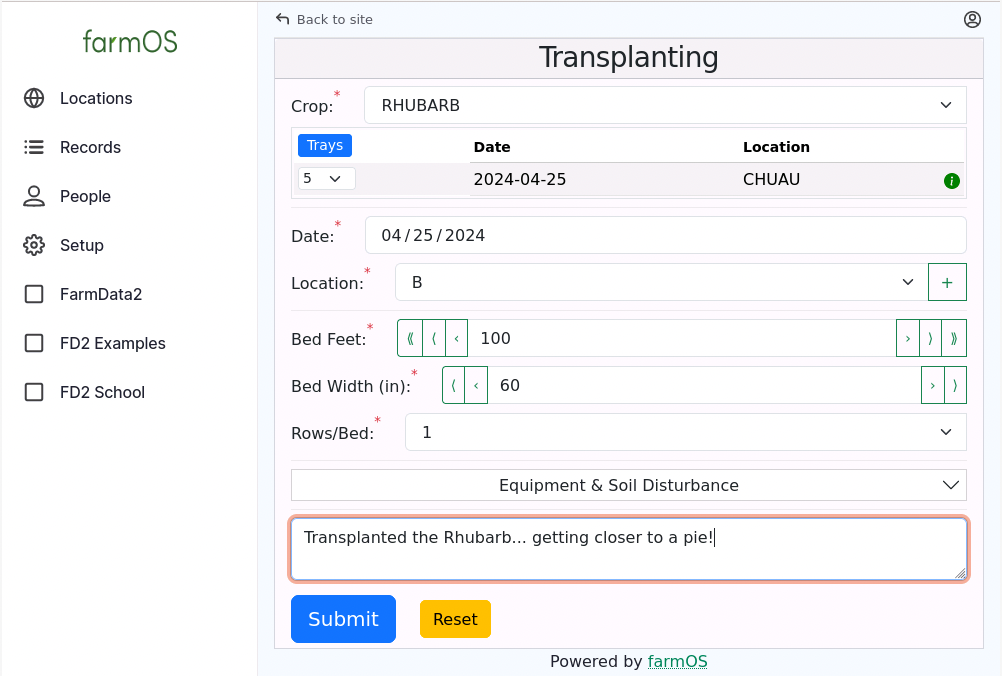 Back to site
farmOS
Locations
Records
People
Setup
FarmData2
FD2 Examples
FD2 School
Transplanting
Crop:* RHUBARB
Trays Date Location
5 2024-04-25 CHUAU i
Date:* 04/25/2024
Location:* B +
Bed Feet:* ⟪ ⟨ ‹ 100 › ⟩ ⟫
Bed Width (in):* ⟨ ‹ 60 › ⟩
Rows/Bed:* 1
Equipment & Soil Disturbance
Transplanted the Rhubarb... getting closer to a pie!
Submit Reset
Powered by farmOS